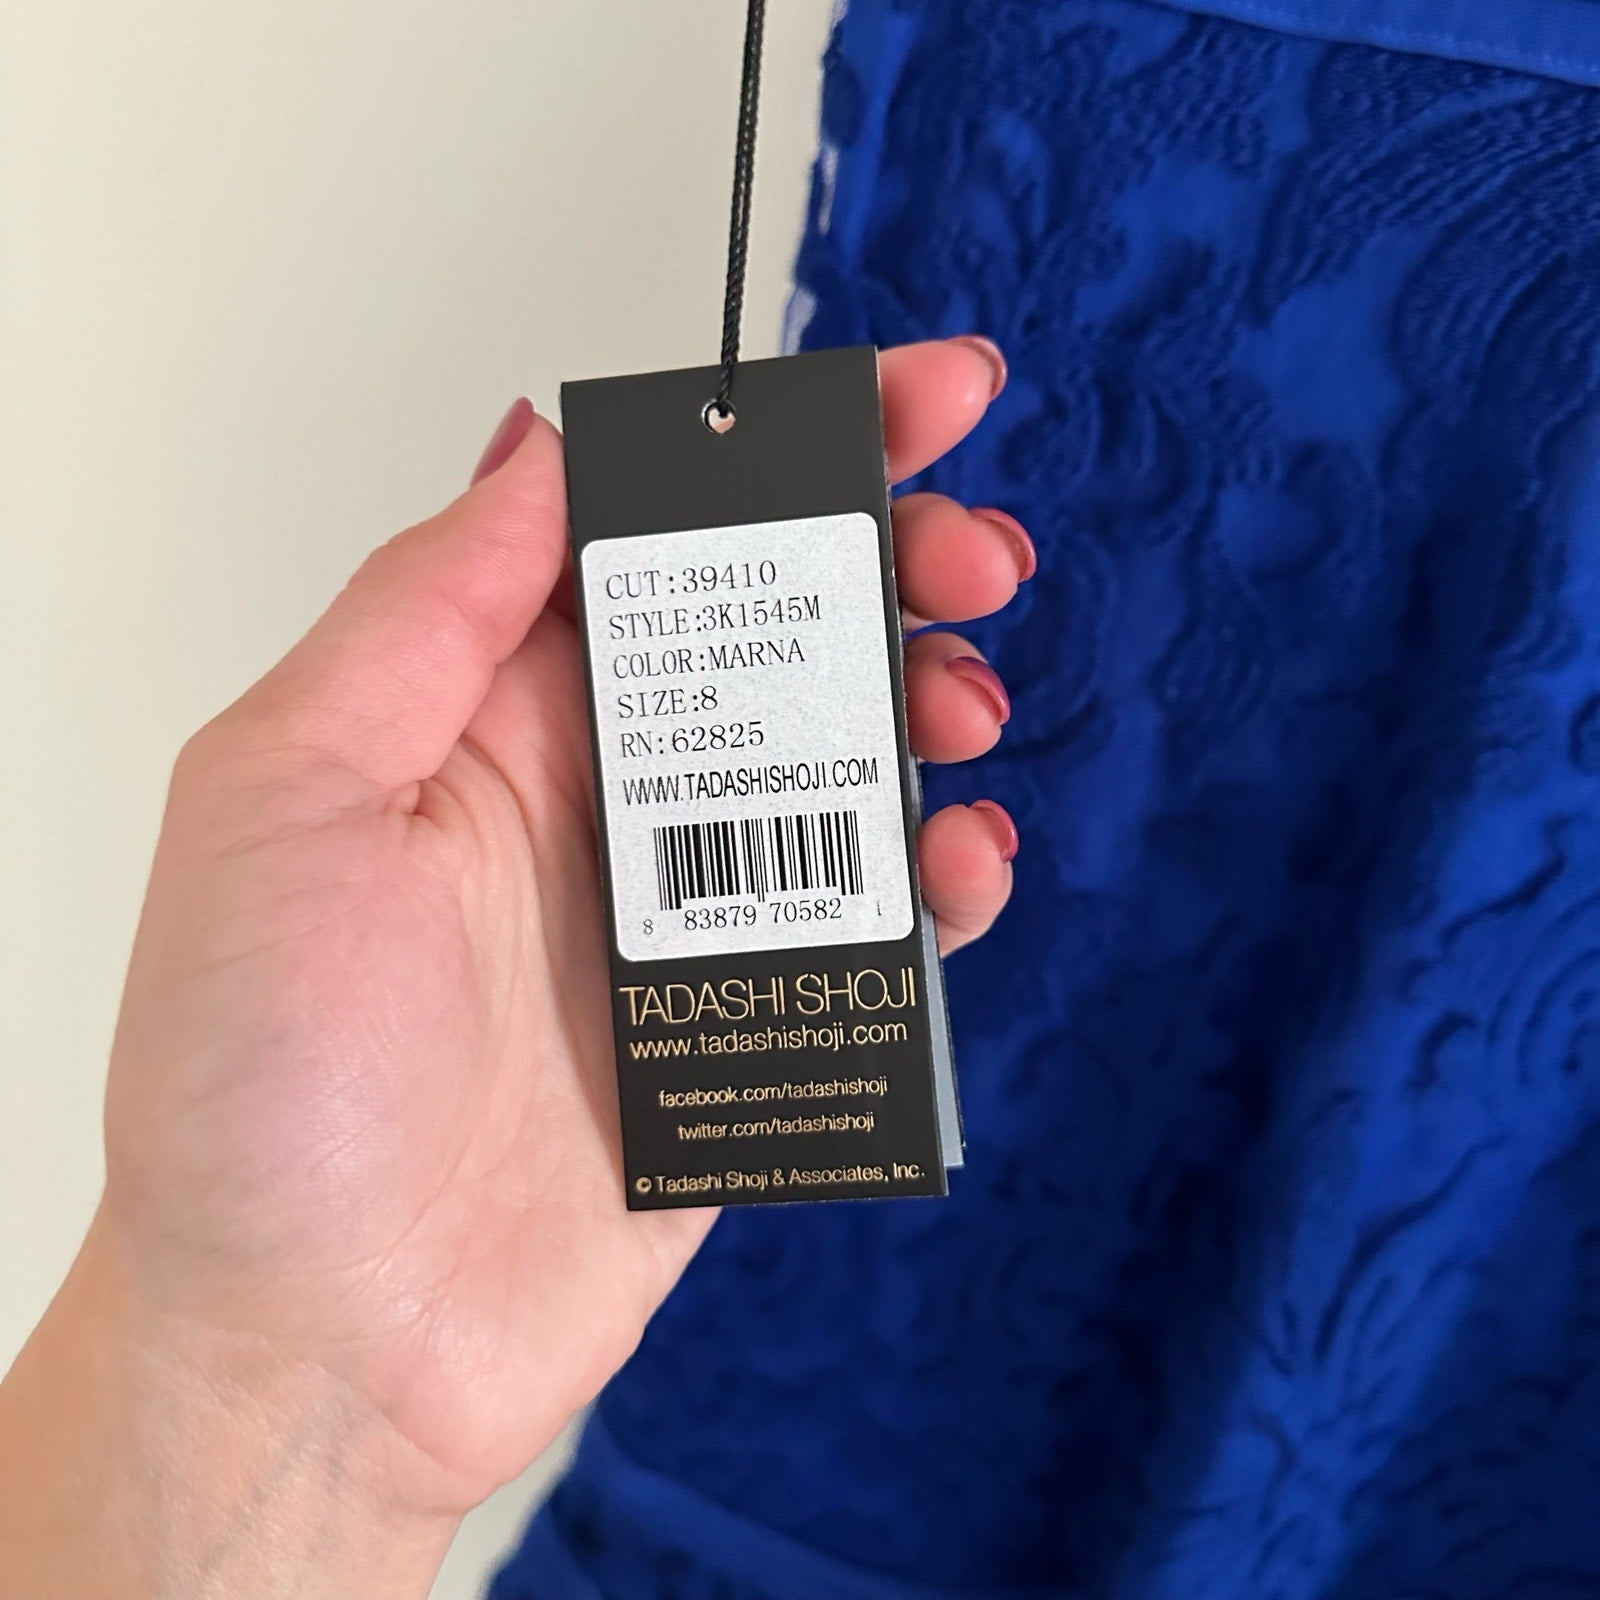 CUT:39410
STYLE:3K1545M
COLOR:MARNA
SIZE:8
RN:62825
WWW.TADASHISHOJI.COM
8 83879 70582 1
TADASHI SHOJI
www.tadashishoji.com
facebook.com/tadashishoji
twitter.com/tadashishoji
© Tadashi Shoji & Associates, Inc.